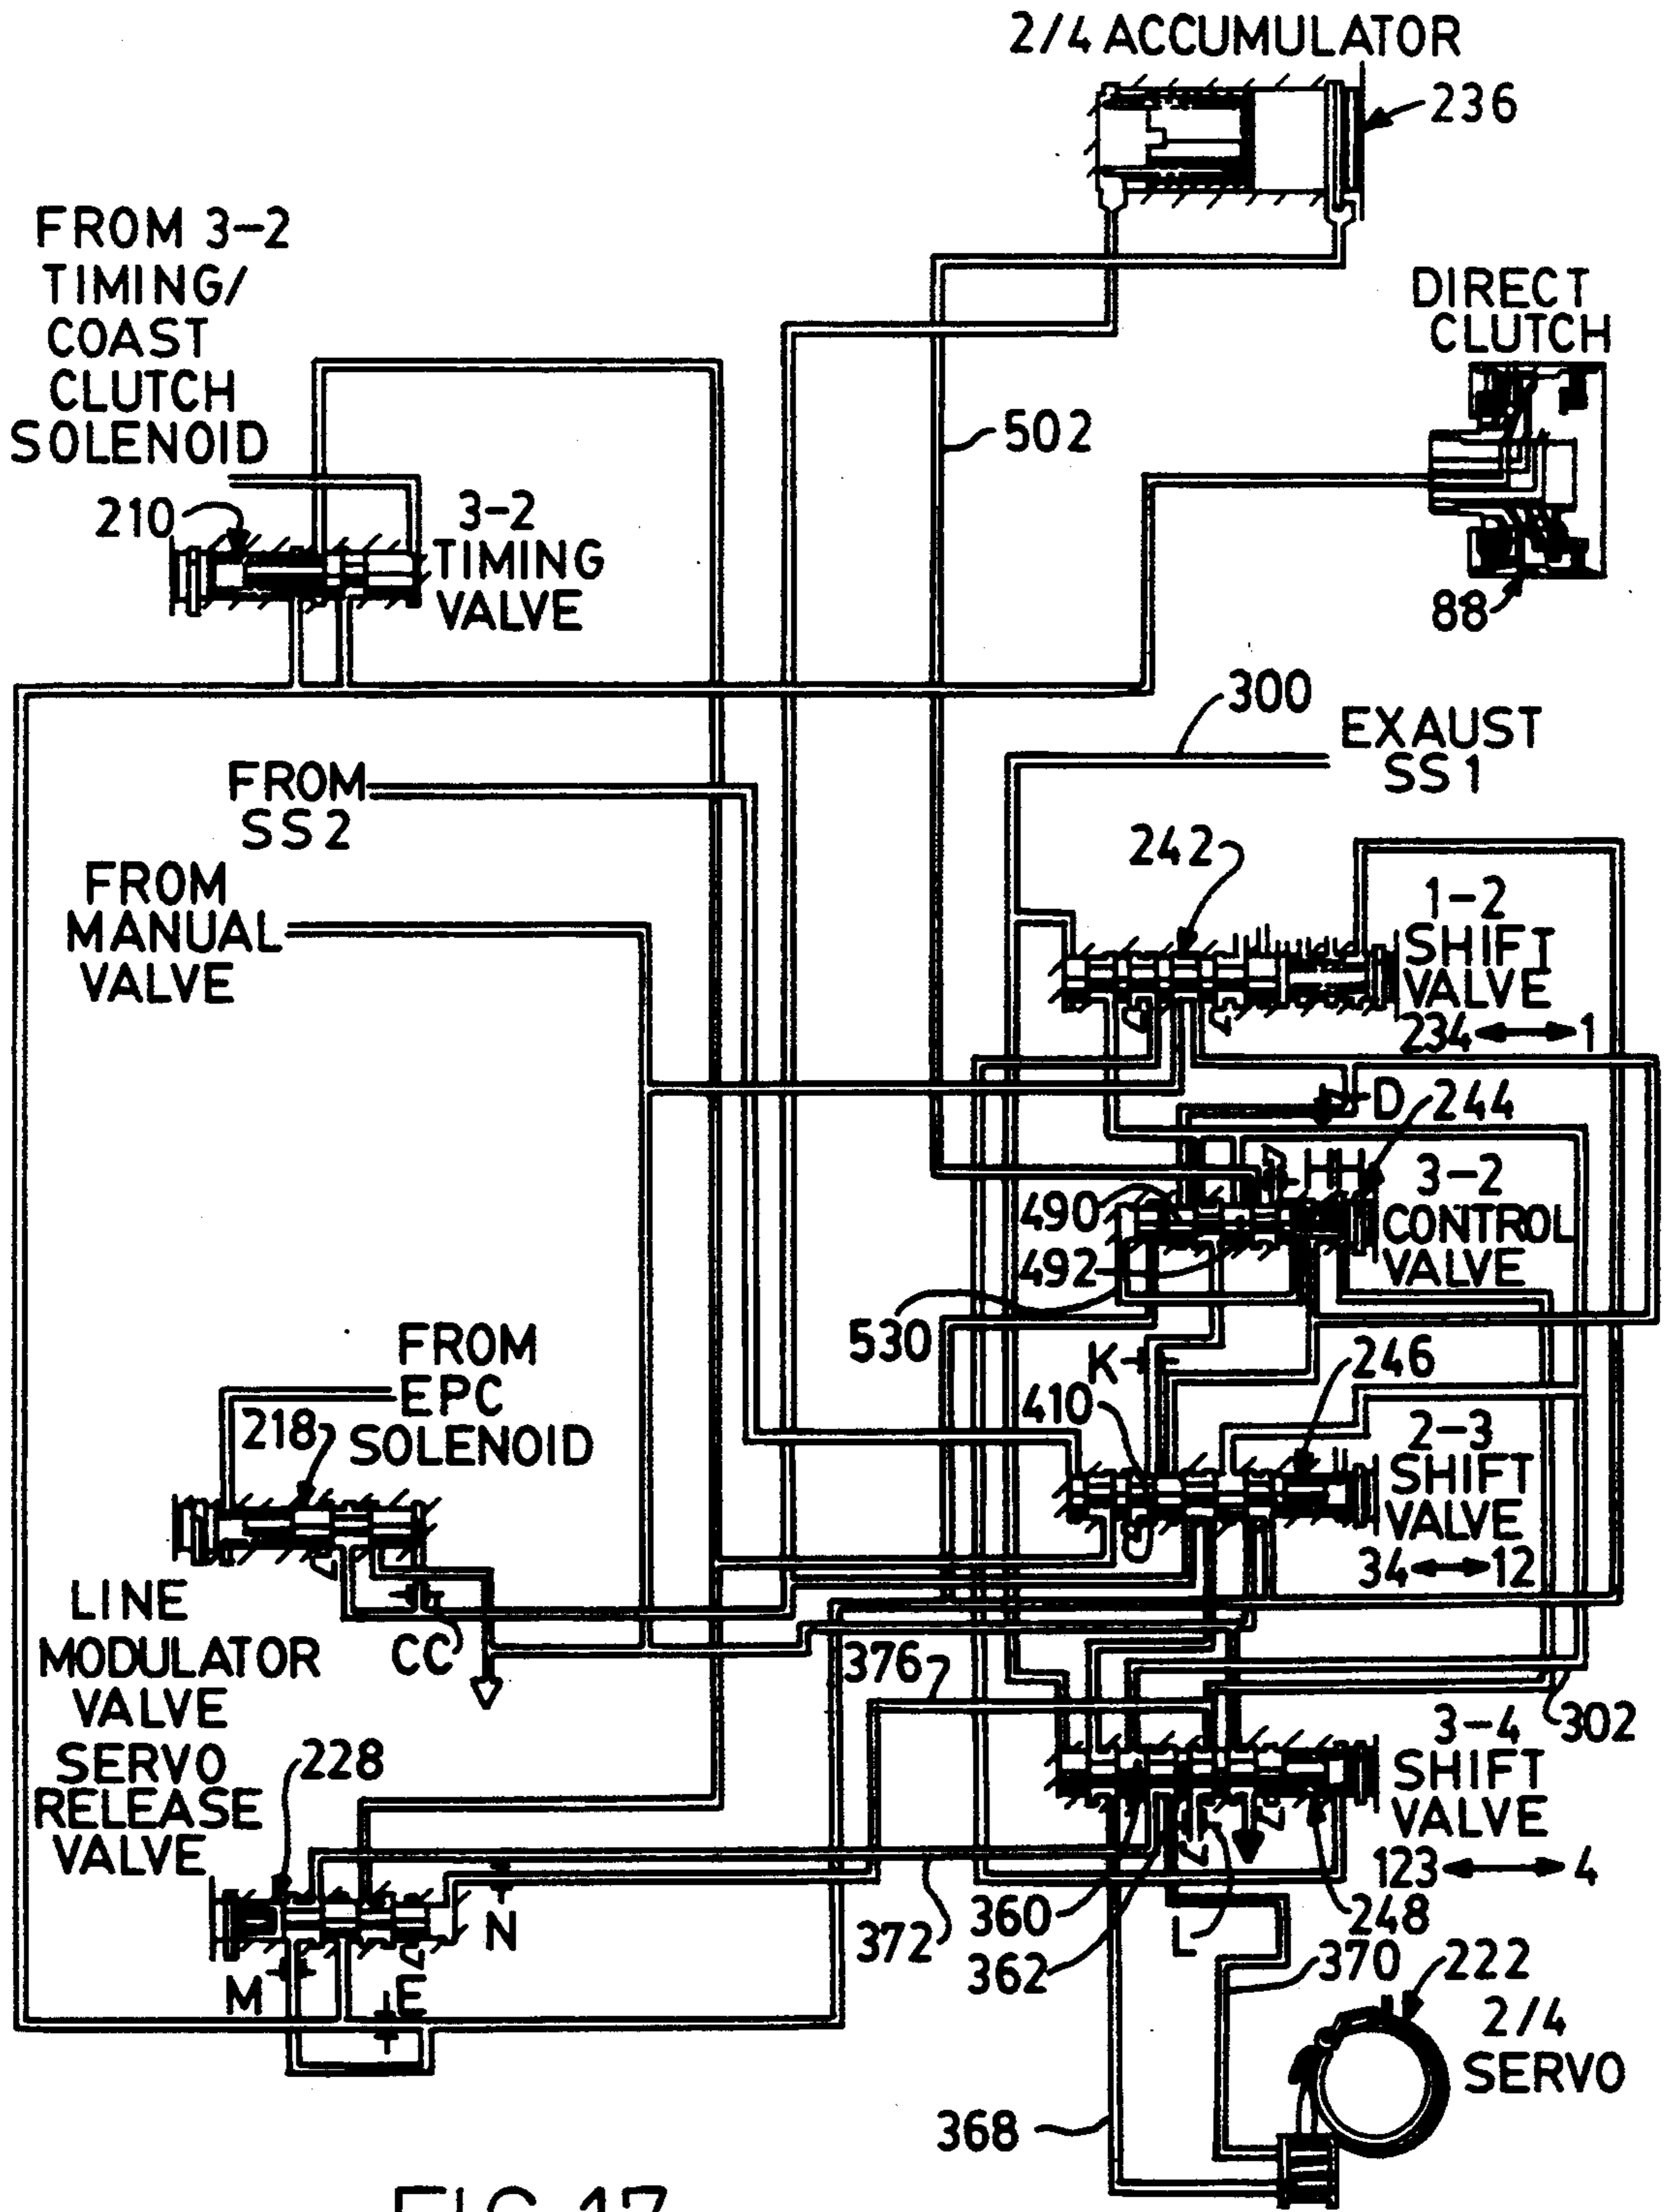 2/4 ACCUMULATOR
236
FROM 3-2
TIMING/
COAST
CLUTCH
SOLENOID
DIRECT
CLUTCH
502
210
3-2
TIMING
VALVE
88
300
EXAUST
SS1
FROM
SS2
242
FROM
MANUAL
VALVE
1-2
SHIFT
VALVE
234 1
D
244
HH
3-2
CONTROL
VALVE
490
492
530
FROM
EPC
SOLENOID
K
246
410
218
2-3
SHIFT
VALVE
34 12
LINE
MODULATOR
VALVE
CC
376
302
SERVO
RELEASE
VALVE
228
3-4
SHIFT
VALVE
123 4
N
372
360
362
L
248
M
E
370
222
2/4
SERVO
368
FIG. 17